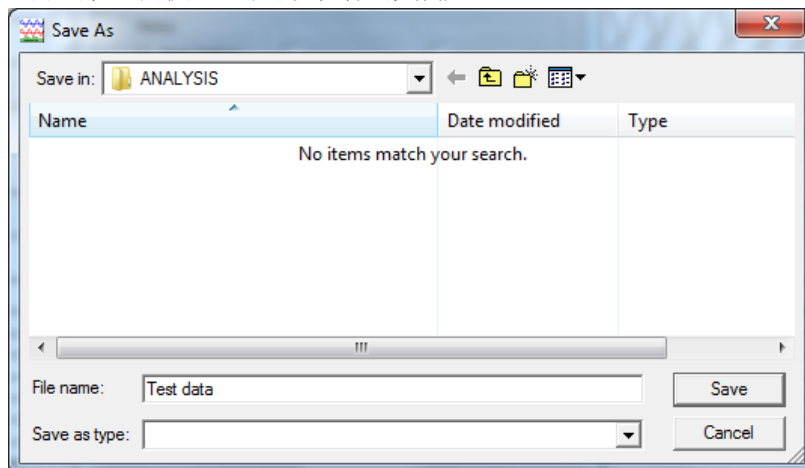 Save As
Save in: ANALYSIS
Name Date modified Type
No items match your search.
File name: Test data Save
Save as type: Cancel